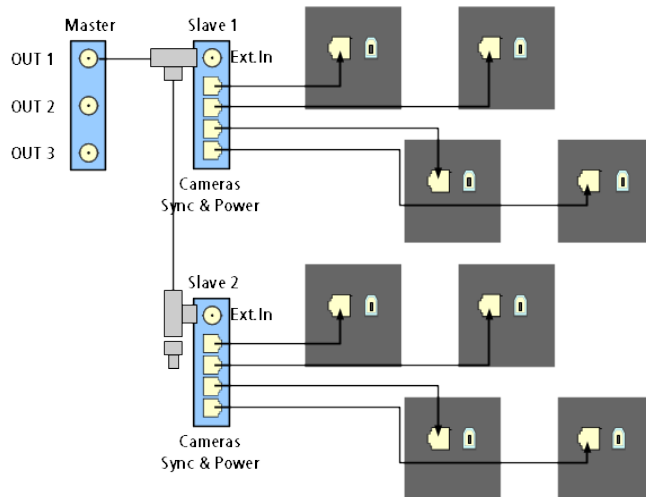 Master
Slave 1
OUT 1
Ext.In
OUT 2
OUT 3
Cameras
Sync & Power
Slave 2
Ext.In
Cameras
Sync & Power